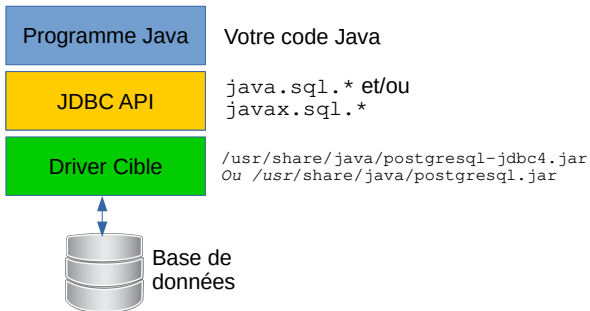 Programme Java
Votre code Java
JDBC API
java.sql.* et/ou
javax.sql.*
Driver Cible
/usr/share/java/postgresql-jdbc4.jar
Ou /usr/share/java/postgresql.jar
Base de
données